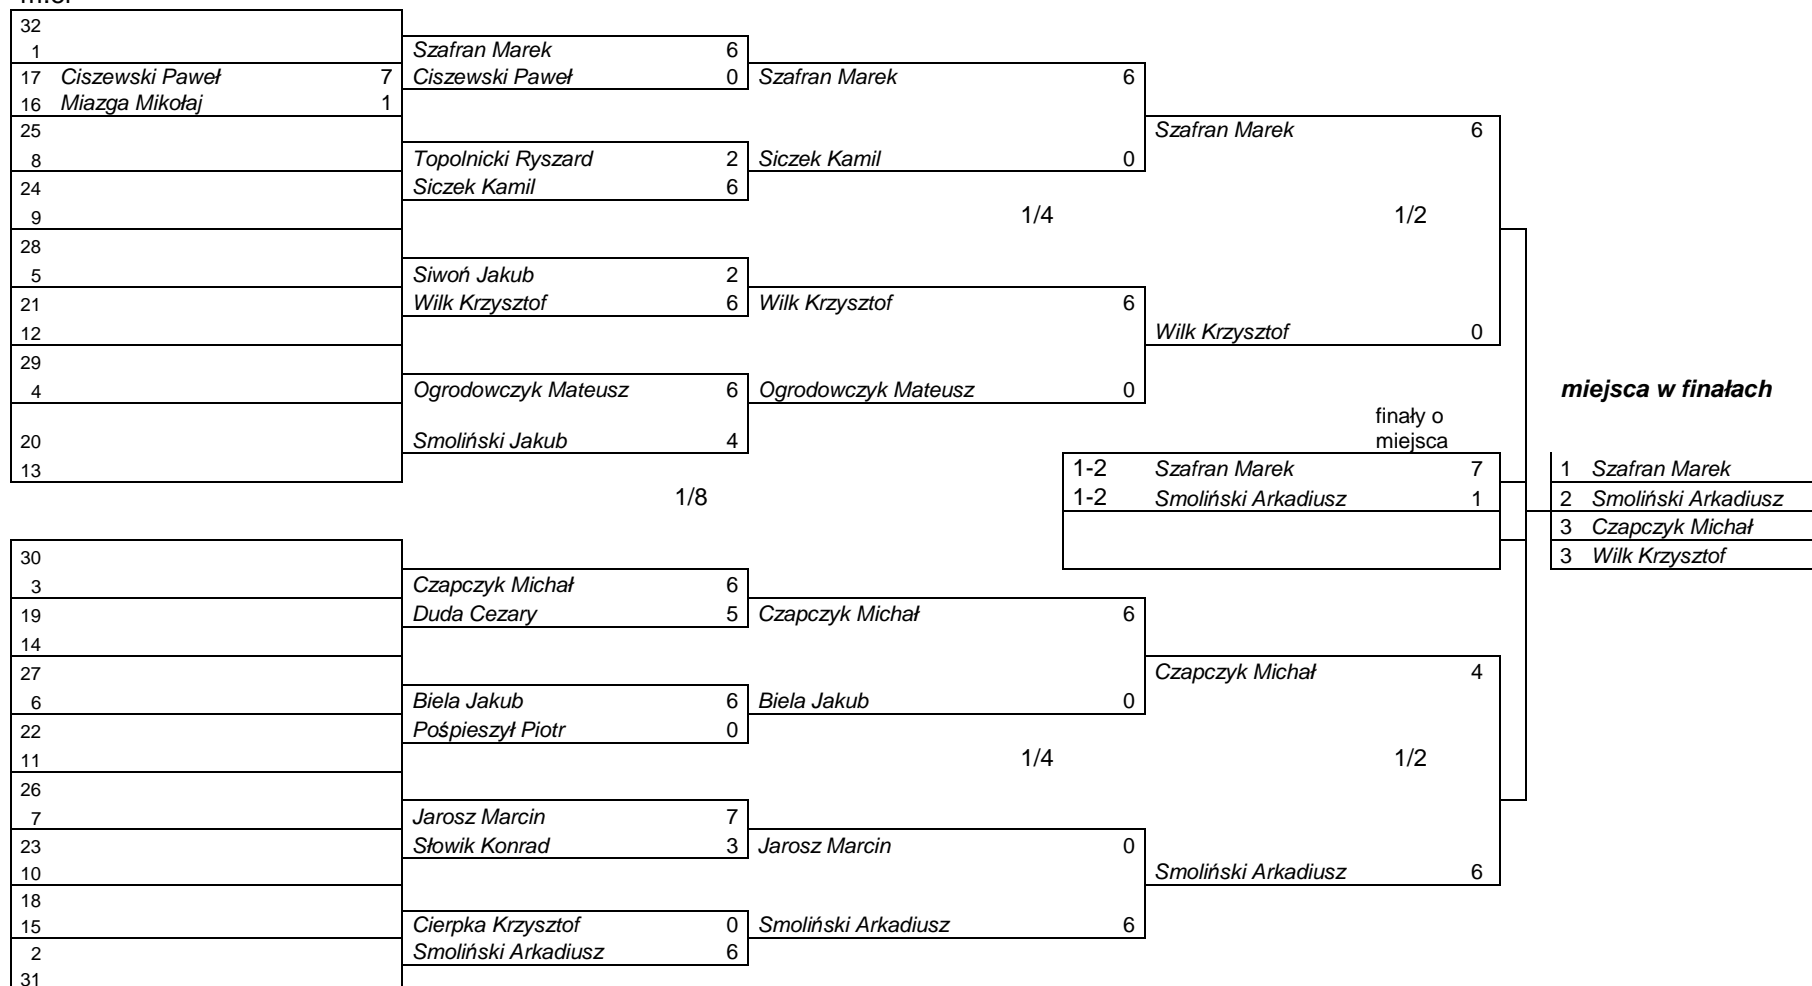 32
1 Szafran Marek 6
17 Ciszewski Paweł 7 Ciszewski Paweł 0 Szafran Marek 6
16 Miazga Mikołaj 1
25 Szafran Marek 6
8 Topolnicki Ryszard 2 Siczek Kamil 0
24 Siczek Kamil 6
9 1/4 1/2
28
5 Siwoń Jakub 2
21 Wilk Krzysztof 6 Wilk Krzysztof 6
12 Wilk Krzysztof 0
29
4 Ogrodowczyk Mateusz 6 Ogrodowczyk Mateusz 0 miejsca w finałach
finały o
20 Smoliński Jakub 4 miejsca
13 1-2 Szafran Marek 7 1 Szafran Marek
1/8 1-2 Smoliński Arkadiusz 1 2 Smoliński Arkadiusz
3 Czapczyk Michał
30 3 Wilk Krzysztof
3 Czapczyk Michał 6
19 Duda Cezary 5 Czapczyk Michał 6
14
27 Czapczyk Michał 4
6 Biela Jakub 6 Biela Jakub 0
22 Pośpieszył Piotr 0
11 1/4 1/2
26
7 Jarosz Marcin 7
23 Słowik Konrad 3 Jarosz Marcin 0
10 Smoliński Arkadiusz 6
18
15 Cierpka Krzysztof 0 Smoliński Arkadiusz 6
2 Smoliński Arkadiusz 6
31